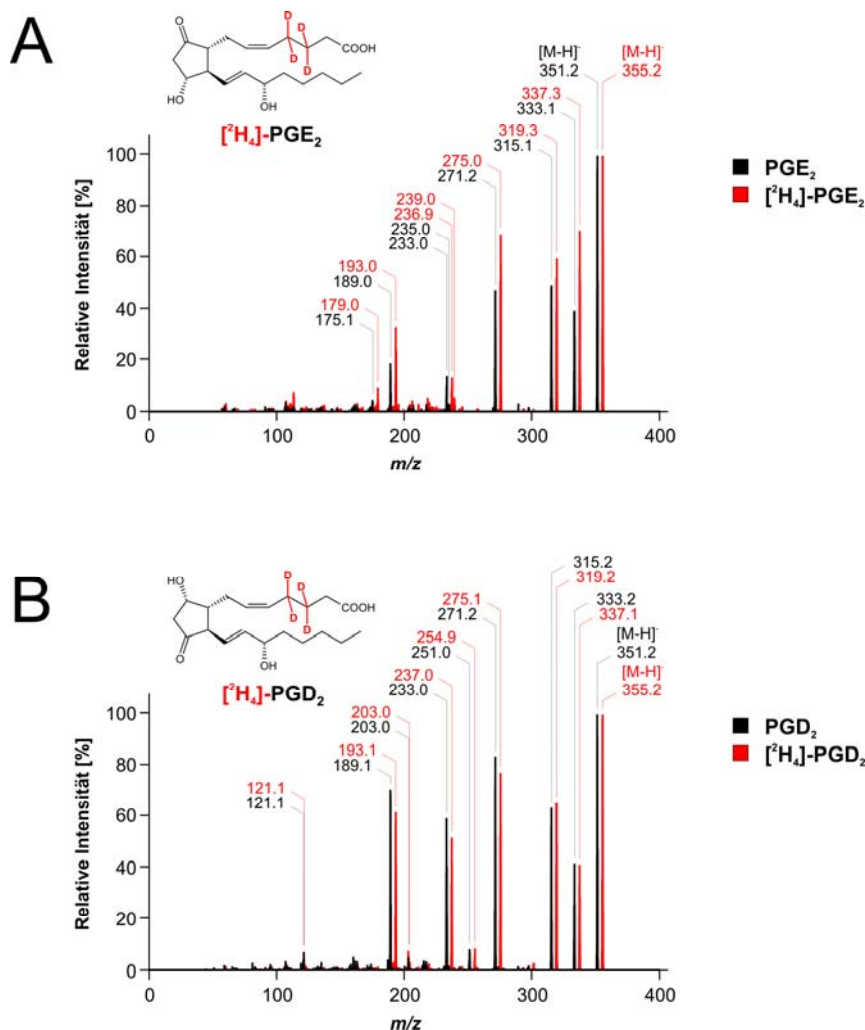 A
D
D
D
D
O
COOH
HO
OH
[²H₄]-PGE₂
[M-H]⁻
351.2
[M-H]⁻
355.2
337.3
333.1
319.3
315.1
275.0
271.2
239.0
236.9
235.0
233.0
193.0
189.0
179.0
175.1
Relative Intensität [%]
100
80
60
40
20
0
0 100 200 300 400
m/z
PGE₂
[²H₄]-PGE₂
B
HO
D
D
D
D
COOH
O
OH
[²H₄]-PGD₂
315.2
319.2
333.2
337.1
[M-H]⁻
351.2
[M-H]⁻
355.2
275.1
271.2
254.9
251.0
237.0
233.0
203.0
203.0
193.1
189.1
121.1
121.1
Relative Intensität [%]
100
80
60
40
20
0
0 100 200 300 400
m/z
PGD₂
[²H₄]-PGD₂